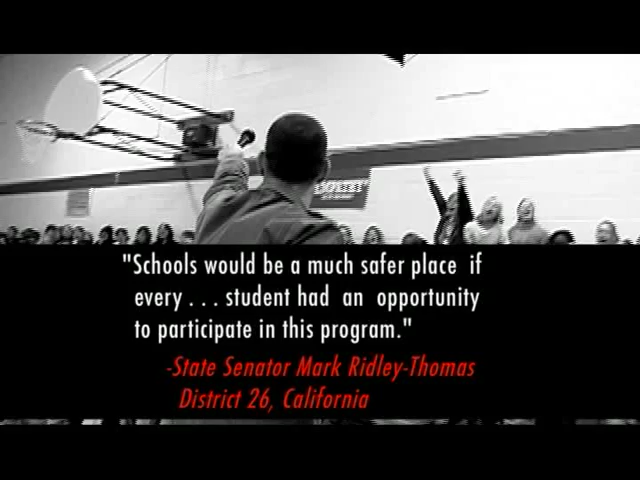 "Schools would be a much safer place if
every . . . student had an opportunity
to participate in this program."
-State Senator Mark Ridley-Thomas
District 26, California